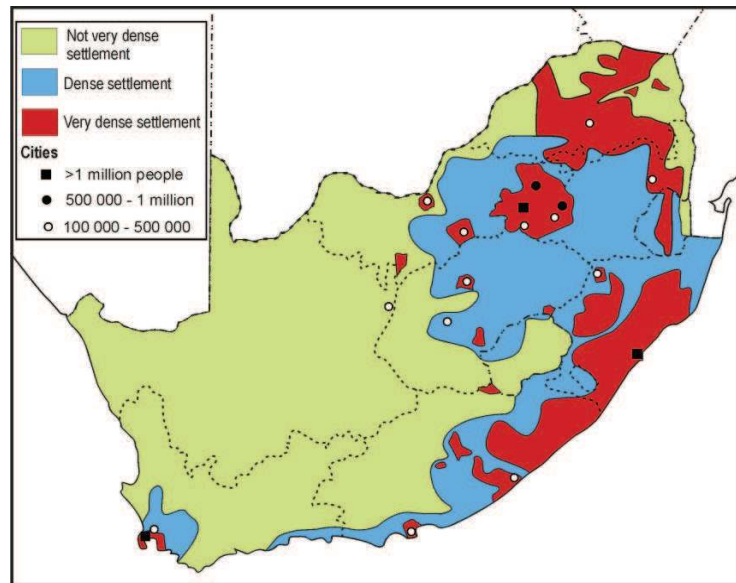 Not very dense
settlement
Dense settlement
Very dense settlement
Cities
>1 million people
500 000 - 1 million
100 000 - 500 000